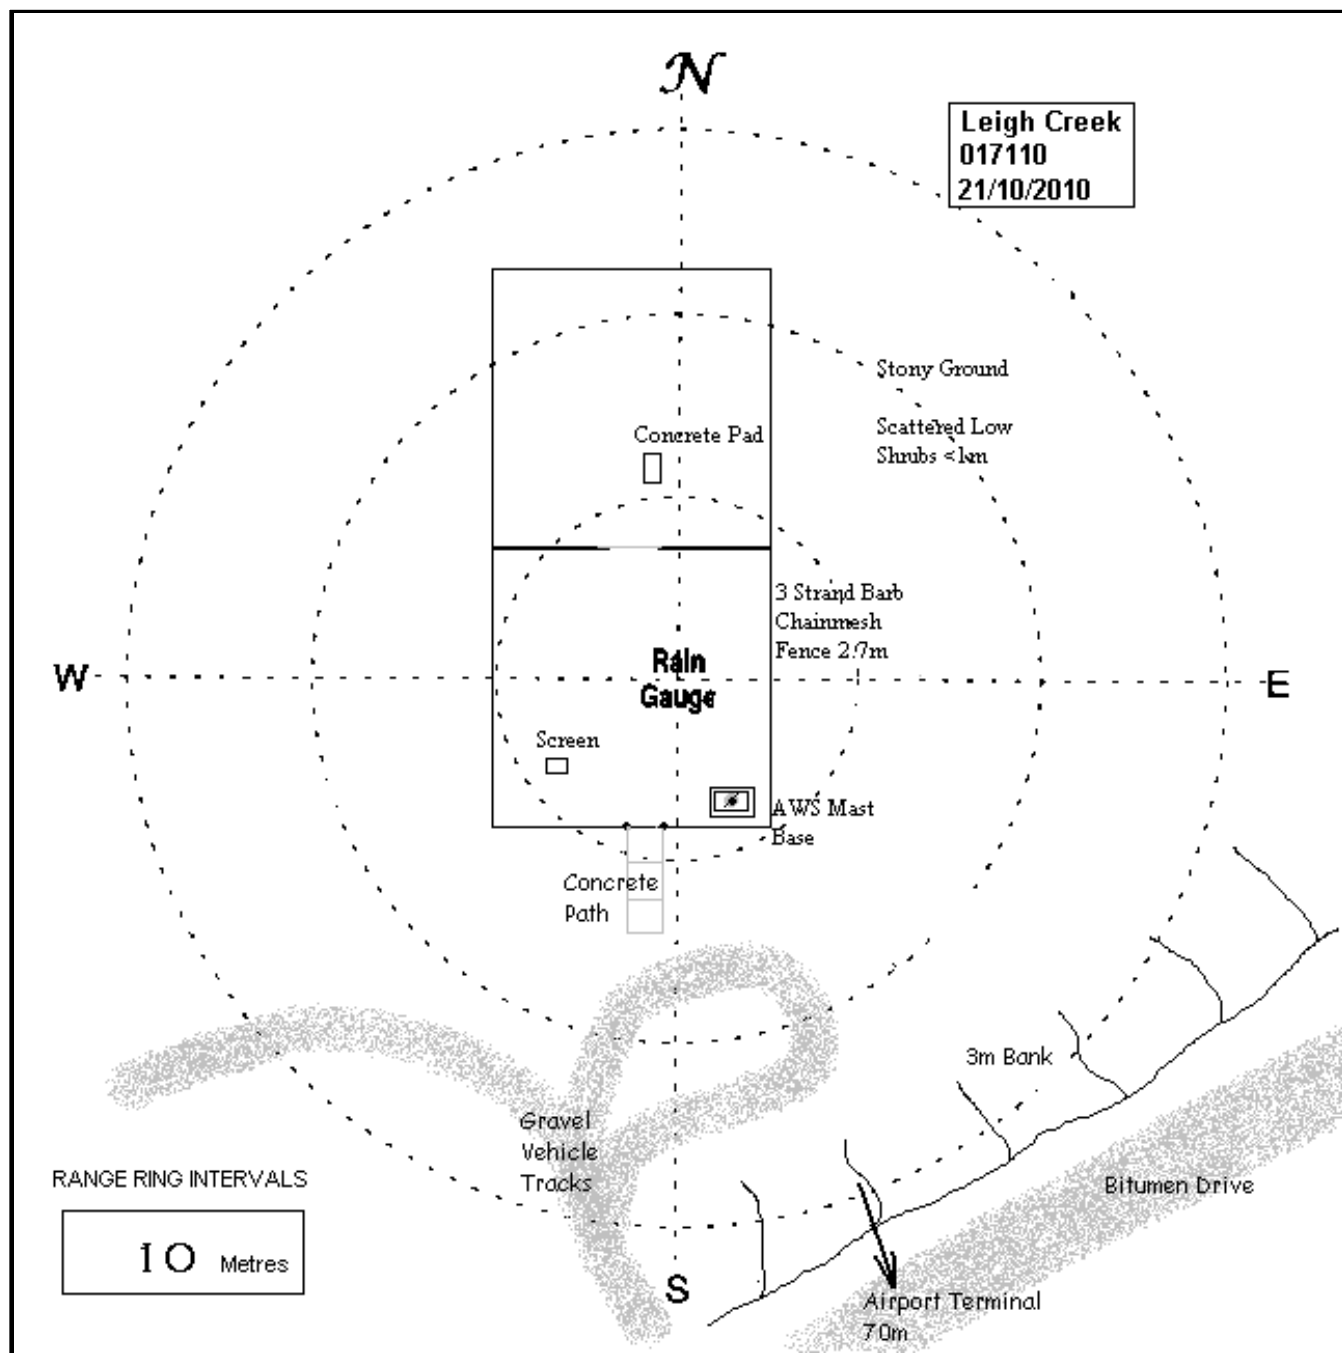 N
Leigh Creek
017110
21/10/2010
Stony Ground
Scattered Low
Shrubs <1m
Concrete Pad
3 Strand Barb
Chainmesh
Fence 2.7m
Rain
Gauge
W
E
Screen
AWS Mast
Base
Concrete
Path
3m Bank
Gravel
Vehicle
Tracks
Bitumen Drive
RANGE RING INTERVALS
10 Metres
S
Airport Terminal
70m